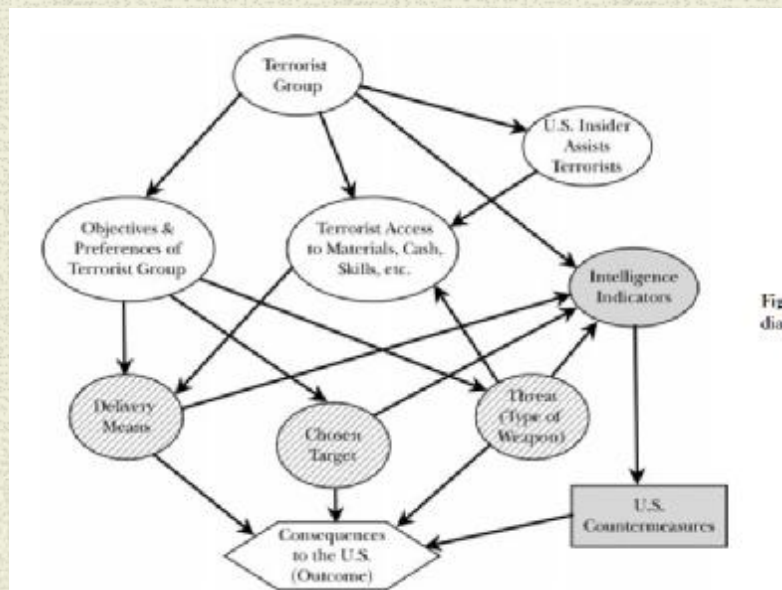 Terrorist
Group
U.S. Insider
Assists
Terrorists
Objectives &
Preferences of
Terrorist Group
Terrorist Access
to Materials, Cash,
Skills, etc.
Intelligence
Indicators
Fig
dia
Delivery
Means
Chosen
Target
Threat
(Type of
Weapon)
U.S.
Countermeasures
Consequences
to the U.S.
(Outcome)